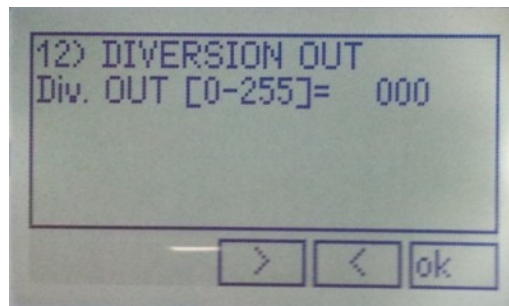 12) DIVERSION OUT
Div. OUT [0-255]= 000
> < ok